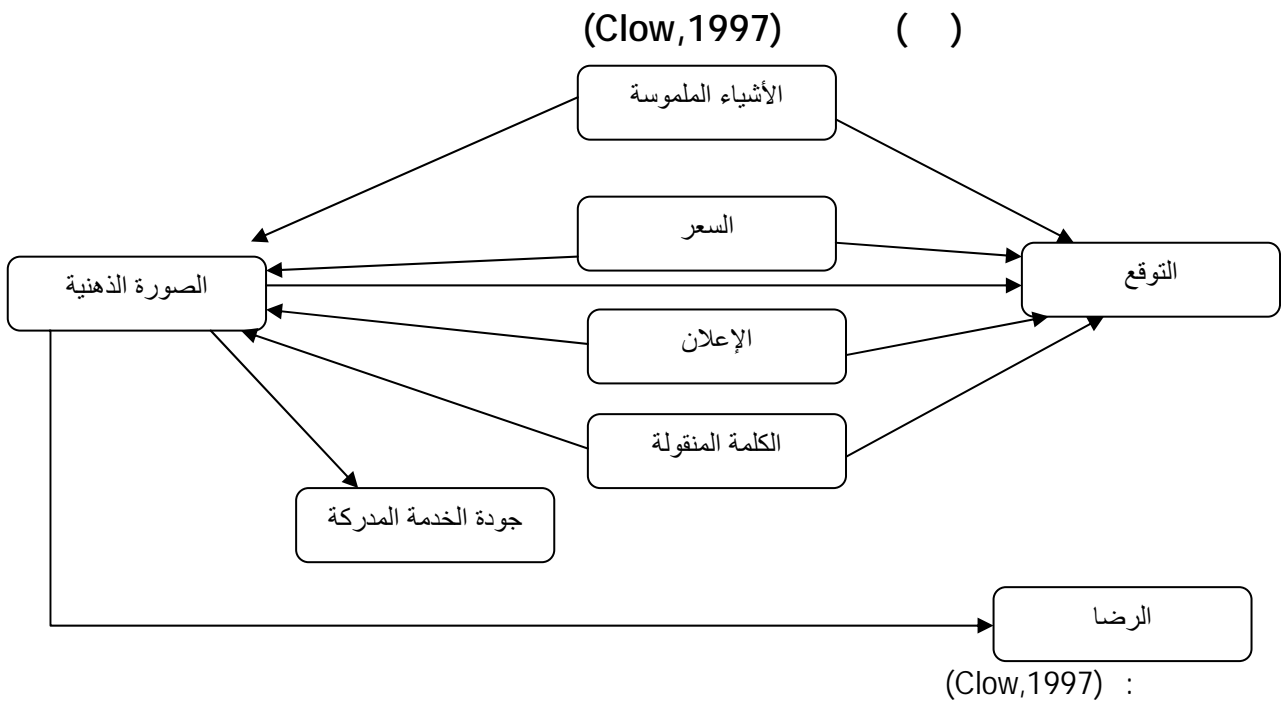 (Clow,1997) ( )
الأشياء الملموسة
السعر
التوقع
الصورة الذهنية
الإعلان
الكلمة المنقولة
جودة الخدمة المدركة
الرضا
(Clow,1997) :